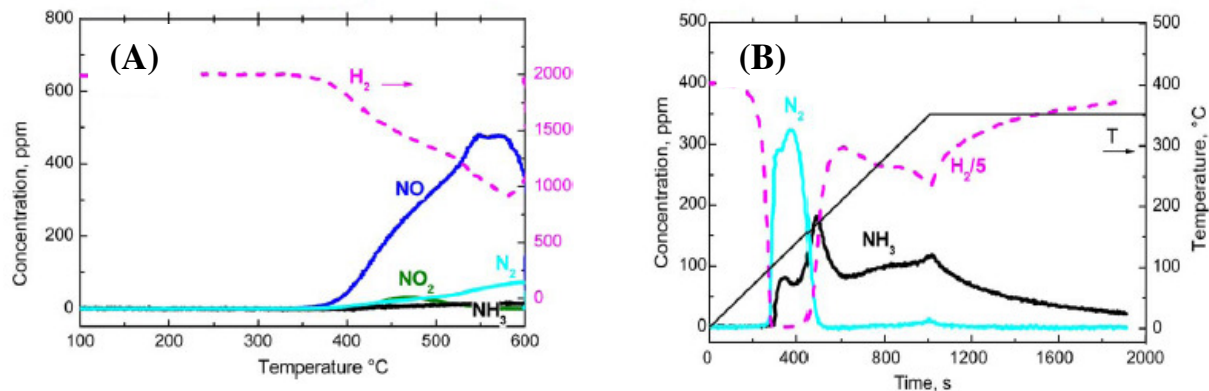 (A)
800
600
400
200
0
Concentration, ppm
100
200
300
400
500
600
Temperature °C
2000
1500
1000
500
0
H2
NO
NO2
N2
NH3
(B)
500
400
300
200
100
0
Concentration, ppm
0
400
800
1200
1600
2000
Time, s
500
400
300
200
100
0
Temperature, °C
N2
NH3
H2/5
T